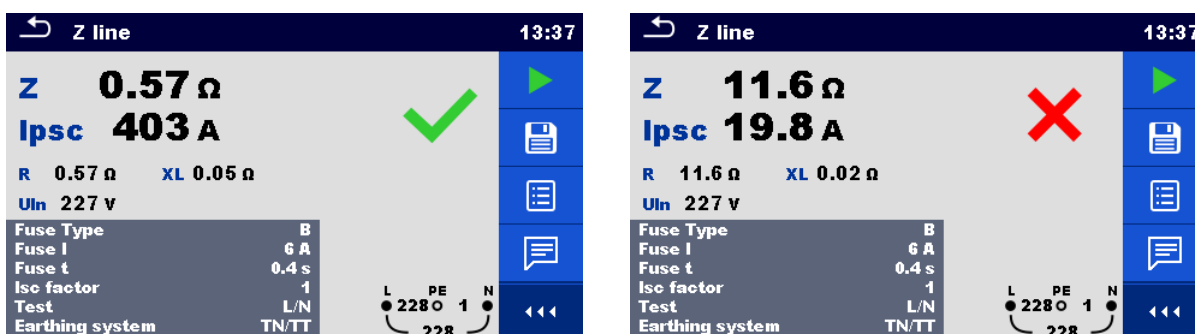 Z line 13:37
Z 0.57 Ω
Ipsc 403 A
R 0.57 Ω XL 0.05 Ω
Uln 227 V
Fuse Type B
Fuse I 6 A
Fuse t 0.4 s
Isc factor 1
Test L/N
Earthing system TN/TT
L PE N
228 1
228
Z line 13:37
Z 11.6 Ω
Ipsc 19.8 A
R 11.6 Ω XL 0.02 Ω
Uln 227 V
Fuse Type B
Fuse I 6 A
Fuse t 0.4 s
Isc factor 1
Test L/N
Earthing system TN/TT
L PE N
228 1
228